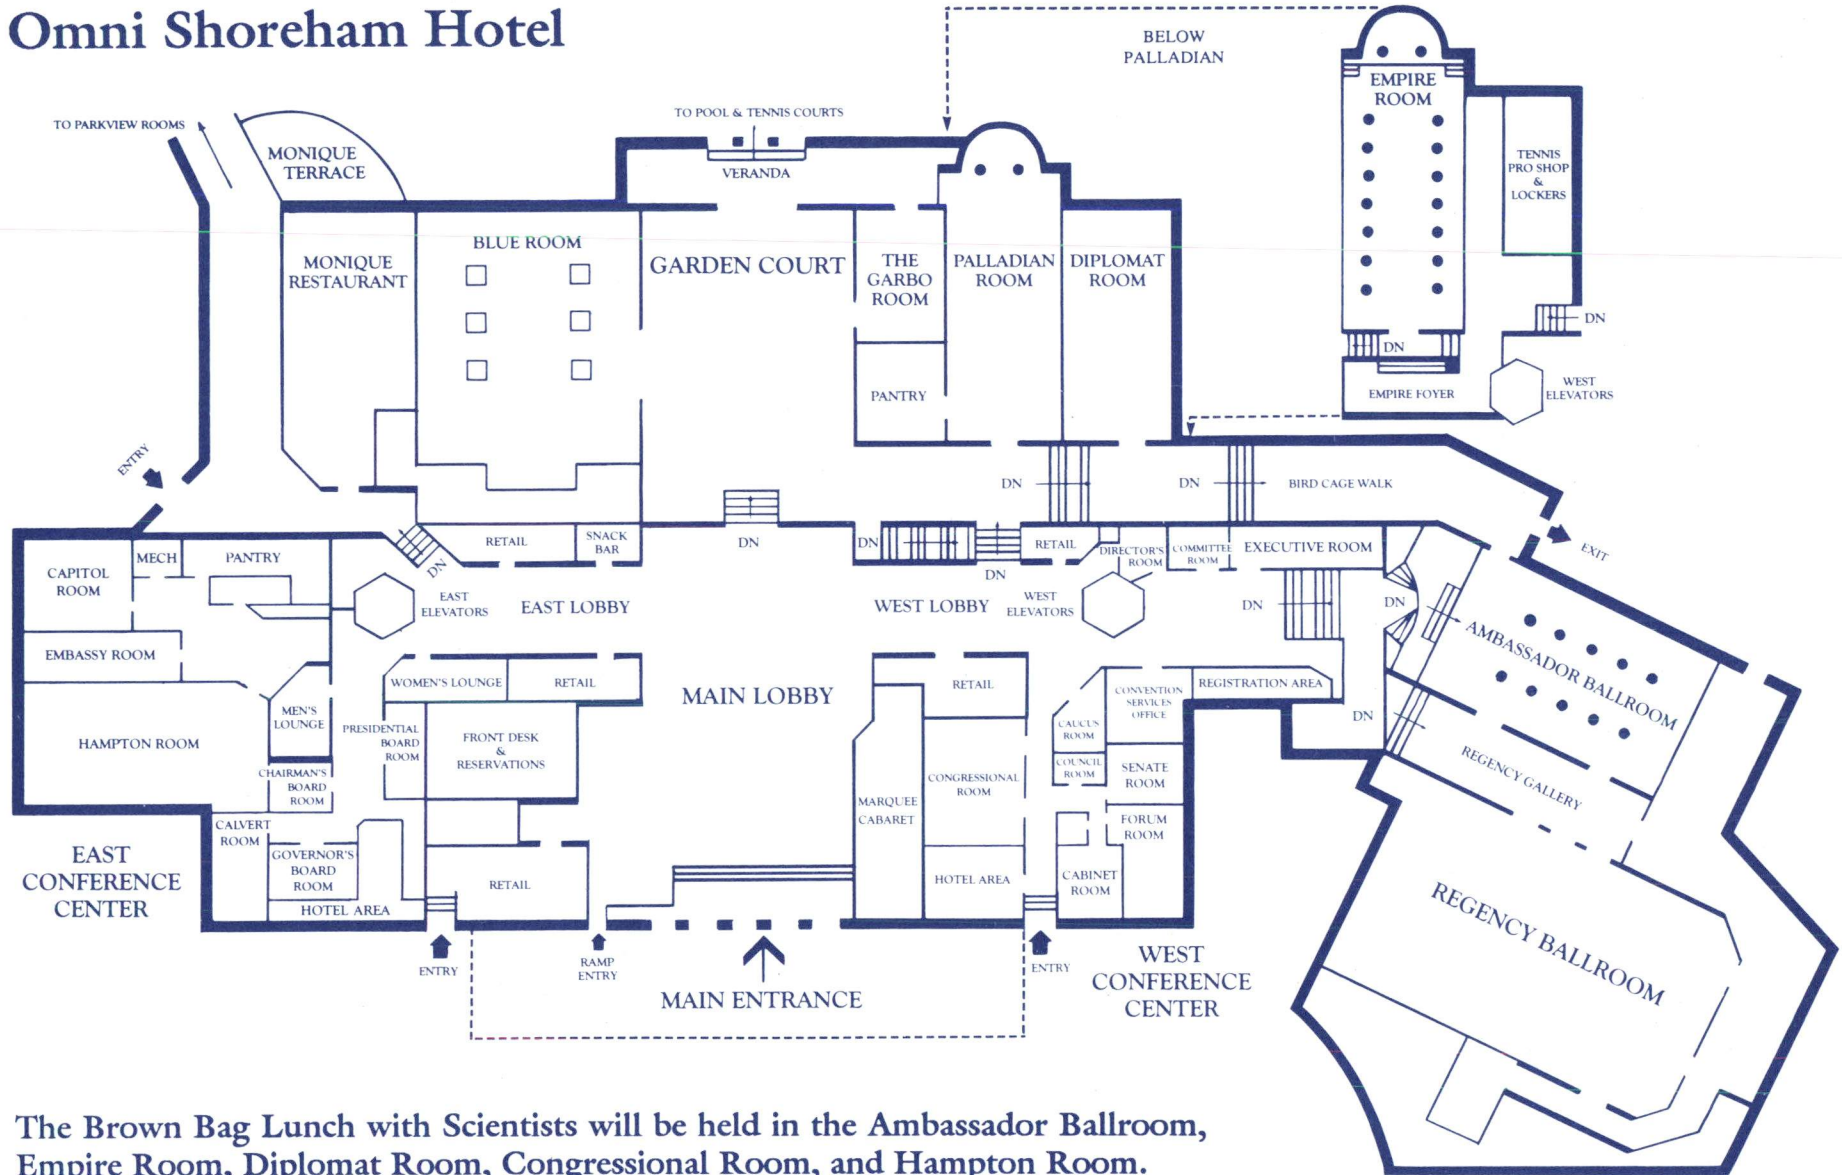 Omni Shoreham Hotel
BELOW
PALLADIAN
EMPIRE
ROOM
TENNIS
PRO SHOP
&
LOCKERS
DN
DN
EMPIRE FOYER
WEST
ELEVATORS
TO PARKVIEW ROOMS
MONIQUE
TERRACE
TO POOL & TENNIS COURTS
VERANDA
MONIQUE
RESTAURANT
BLUE ROOM
GARDEN COURT
THE
GARBO
ROOM
PALLADIAN
ROOM
DIPLOMAT
ROOM
PANTRY
ENTRY
DN
DN
BIRD CAGE WALK
EXIT
CAPITOL
ROOM
MECH
PANTRY
DN
RETAIL
SNACK
BAR
DN
DN
DN
RETAIL
DIRECTOR'S
ROOM
COMMITTEE
ROOM
EXECUTIVE ROOM
EAST
ELEVATORS
EAST LOBBY
WEST LOBBY
WEST
ELEVATORS
DN
DN
AMBASSADOR BALLROOM
EMBASSY ROOM
WOMEN'S LOUNGE
RETAIL
MAIN LOBBY
RETAIL
CONVENTION
SERVICES
OFFICE
REGISTRATION AREA
DN
HAMPTON ROOM
MEN'S
LOUNGE
PRESIDENTIAL
BOARD
ROOM
FRONT DESK
&
RESERVATIONS
CAUCUS
ROOM
COUNCIL
ROOM
SENATE
ROOM
REGENCY GALLERY
CHAIRMAN'S
BOARD
ROOM
MARQUEE
CABARET
CONGRESSIONAL
ROOM
FORUM
ROOM
CALVERT
ROOM
GOVERNOR'S
BOARD
ROOM
HOTEL AREA
RETAIL
HOTEL AREA
CABINET
ROOM
REGENCY BALLROOM
EAST
CONFERENCE
CENTER
ENTRY
RAMP
ENTRY
MAIN ENTRANCE
ENTRY
WEST
CONFERENCE
CENTER
The Brown Bag Lunch with Scientists will be held in the Ambassador Ballroom,
Empire Room, Diplomat Room, Congressional Room, and Hampton Room.